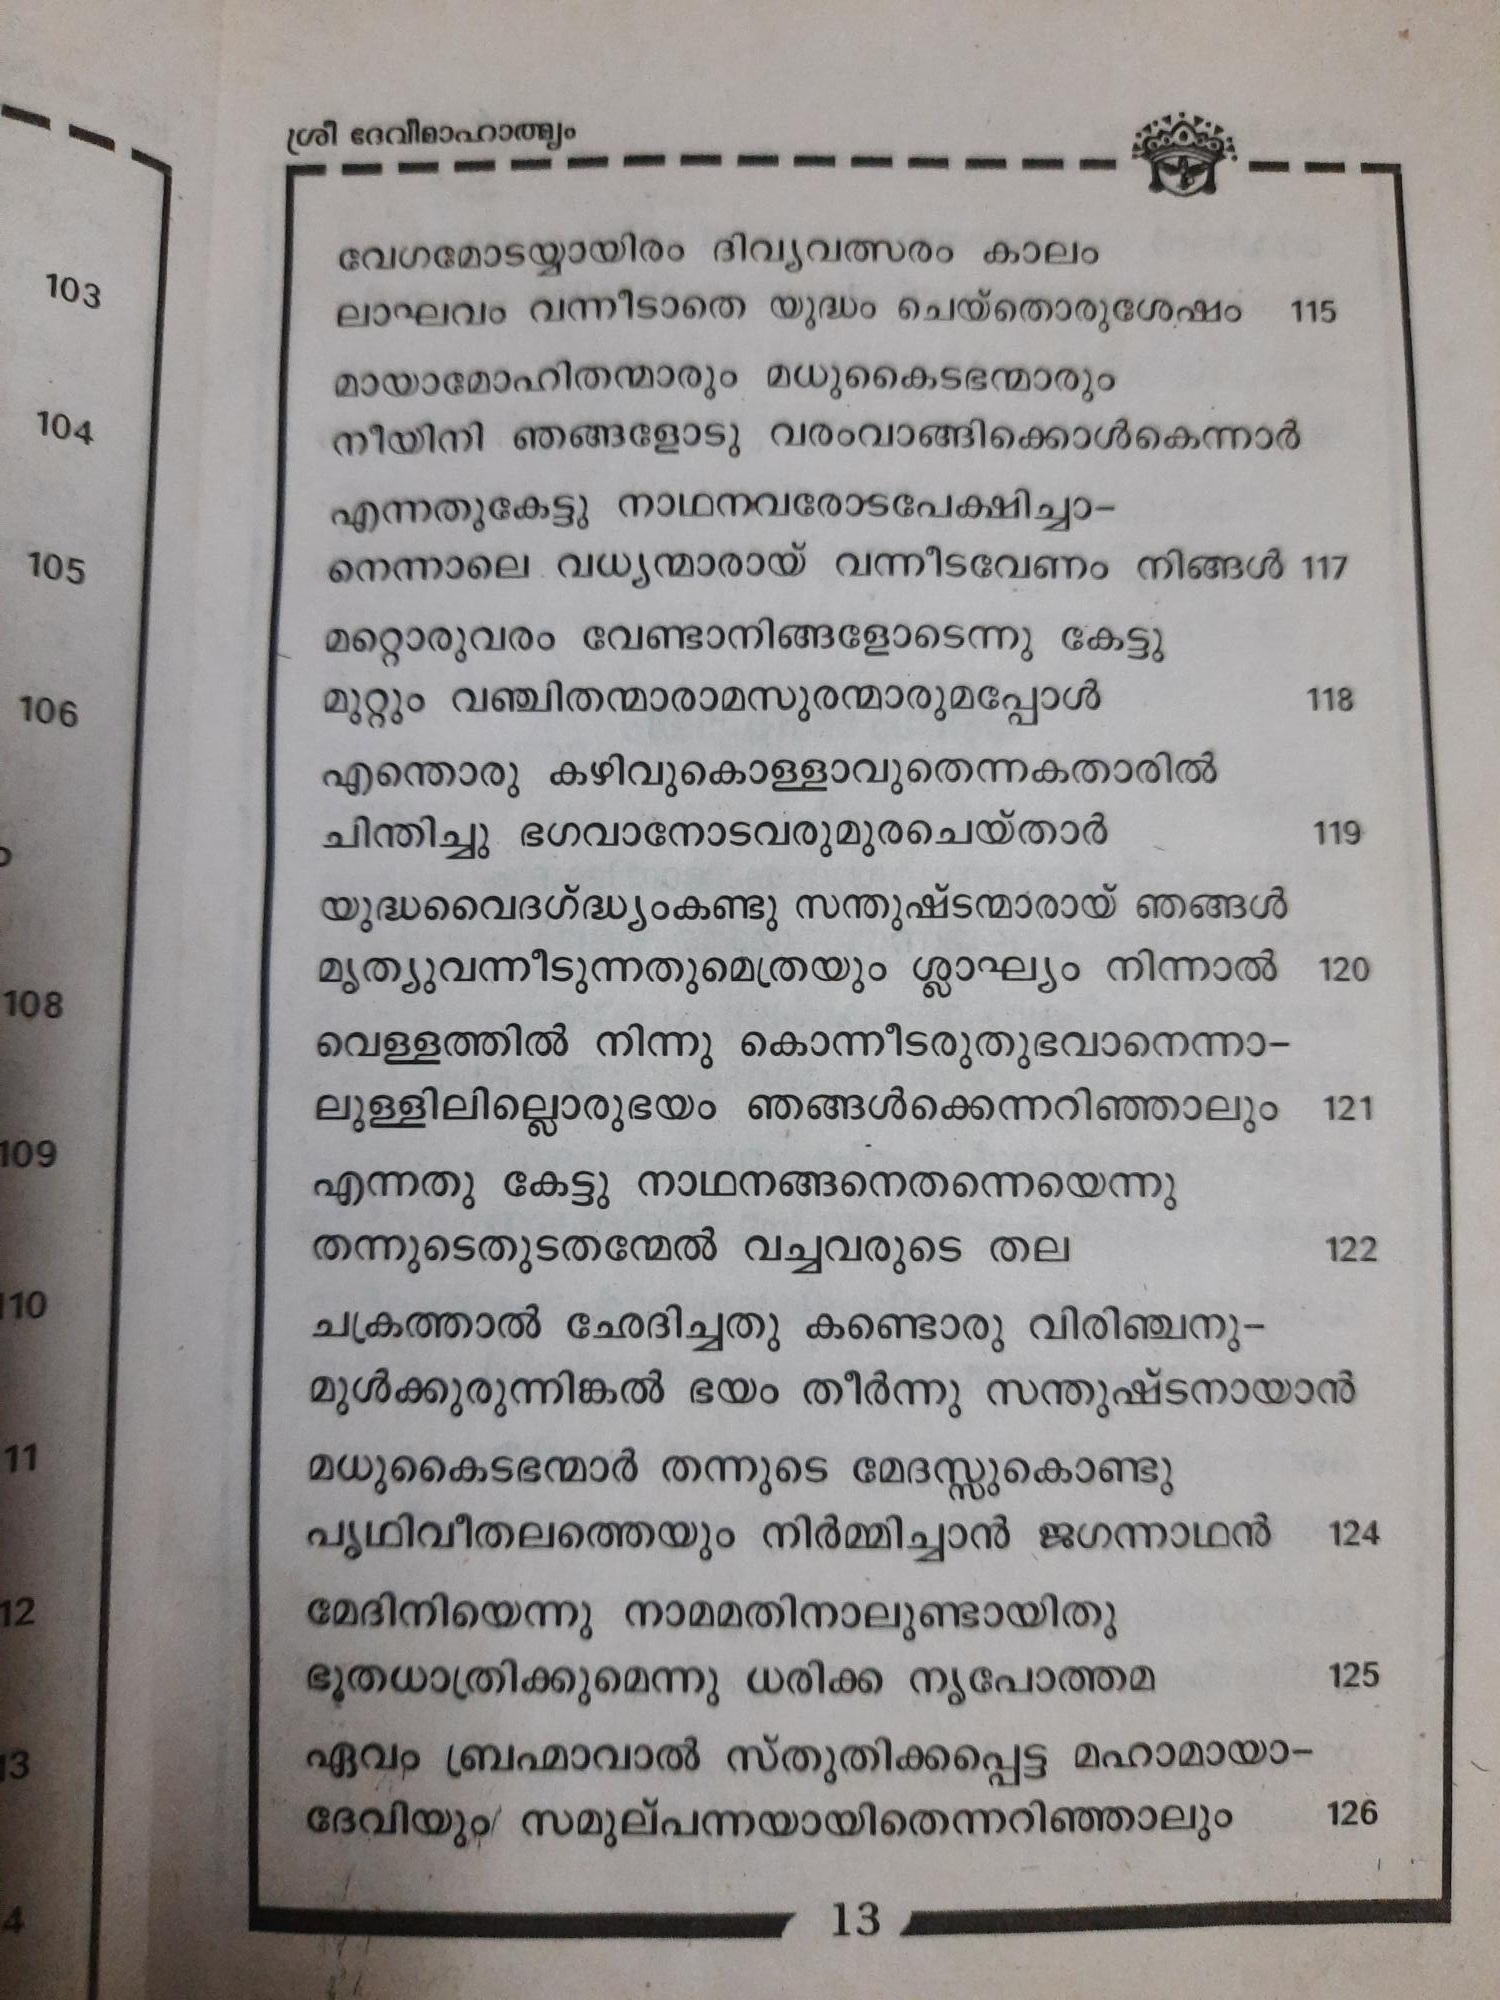 ശ്രീ ദേവീമാഹാത്മ്യം
വേഗമോടയ്യായിരം ദിവ്യവത്സരം കാലം
ലാഘവം വന്നീടാതെ യുദ്ധം ചെയ്തൊരുശേഷം 115
മായാമോഹിതന്മാരും മധുകൈടഭന്മാരും
നീയിനി ഞങ്ങളോടു വരംവാങ്ങിക്കൊൾകെന്നാർ
എന്നതുകേട്ടു നാഥനവരോടപേക്ഷിച്ചാ-
നെന്നാലെ വധ്യന്മാരായ് വന്നീടവേണം നിങ്ങൾ 117
മറ്റൊരുവരം വേണ്ടാനിങ്ങളോടെന്നു കേട്ടു
മുറ്റും വഞ്ചിതന്മാരാമസുരന്മാരുമപ്പോൾ 118
എന്തൊരു കഴിവുകൊള്ളാവുതെന്നകതാരിൽ
ചിന്തിച്ചു ഭഗവാനോടവരുമുരചെയ്താർ 119
യുദ്ധവൈദഗ്ദ്ധ്യംകണ്ടു സന്തുഷ്ടന്മാരായ് ഞങ്ങൾ
മൃത്യുവന്നീടുന്നതുമെത്രയും ശ്ലാഘ്യം നിന്നാൽ 120
വെള്ളത്തിൽ നിന്നു കൊന്നീടരുതുഭവാനെന്നാ-
ലുള്ളിലില്ലൊരുഭയം ഞങ്ങൾക്കെന്നറിഞ്ഞാലും 121
എന്നതു കേട്ടു നാഥനങ്ങനെതന്നെയെന്നു
തന്നുടെതുടതന്മേൽ വച്ചവരുടെ തല 122
ചക്രത്താൽ ഛേദിച്ചതു കണ്ടൊരു വിരിഞ്ചനു-
മുൾക്കുരുന്നിങ്കൽ ഭയം തീർന്നു സന്തുഷ്ടനായാൻ
മധുകൈടഭന്മാർ തന്നുടെ മേദസ്സുകൊണ്ടു
പൃഥിവീതലത്തെയും നിർമ്മിച്ചാൻ ജഗന്നാഥൻ 124
മേദിനിയെന്നു നാമമതിനാലുണ്ടായിതു
ഭൂതധാത്രിക്കുമെന്നു ധരിക്ക നൃപോത്തമ 125
ഏവം ബ്രഹ്മാവാൽ സ്തുതിക്കപ്പെട്ട മഹാമായാ-
ദേവിയും സമുല്പന്നയായിതെന്നറിഞ്ഞാലും 126
13
103
104
105
106
108
109
110
11
12
13
4